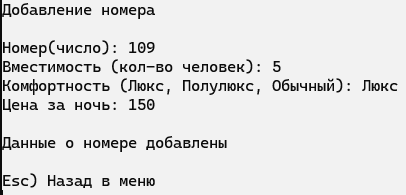 Добавление номера
Номер(число): 109
Вместимость (кол-во человек): 5
Комфортность (Люкс, Полулюкс, Обычный): Люкс
Цена за ночь: 150
Данные о номере добавлены
Esc) Назад в меню